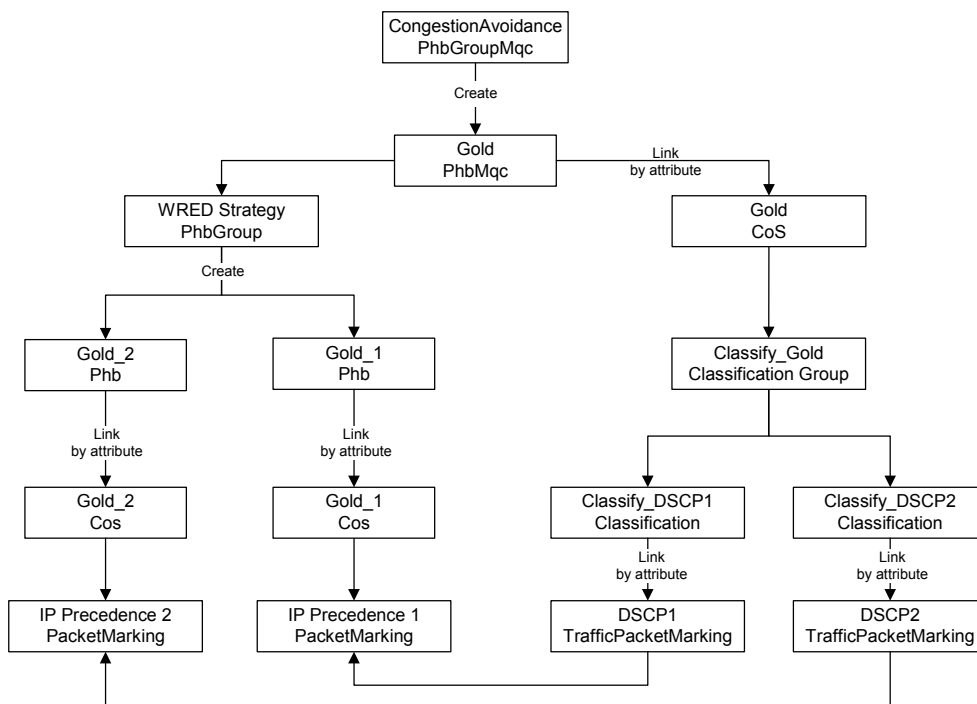 CongestionAvoidance
PhbGroupMqc
Create
Gold
PhbMqc
Link
by attribute
WRED Strategy
PhbGroup
Gold
CoS
Create
Gold_2
Phb
Gold_1
Phb
Classify_Gold
Classification Group
Link
by attribute
Link
by attribute
Gold_2
Cos
Gold_1
Cos
Classify_DSCP1
Classification
Classify_DSCP2
Classification
Link
by attribute
Link
by attribute
IP Precedence 2
PacketMarking
IP Precedence 1
PacketMarking
DSCP1
TrafficPacketMarking
DSCP2
TrafficPacketMarking